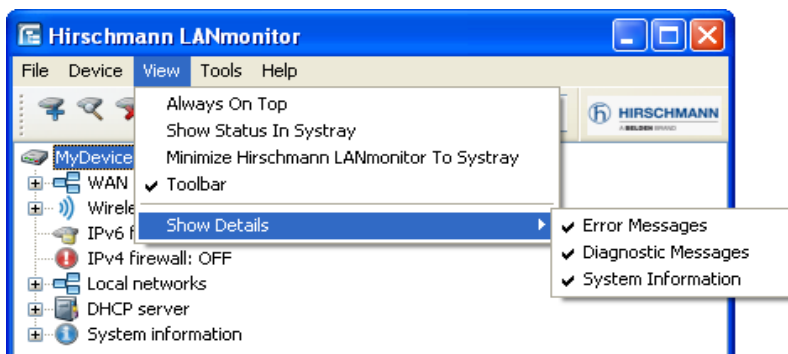 Hirschmann LANmonitor
File Device View Tools Help
Always On Top
Show Status In Systray
Minimize Hirschmann LANmonitor To Systray
Toolbar
Show Details
Error Messages
Diagnostic Messages
System Information
HIRSCHMANN
A BELDEN BRAND
MyDevice
WAN
Wirele
IPv6 f
IPv4 firewall: OFF
Local networks
DHCP server
System information